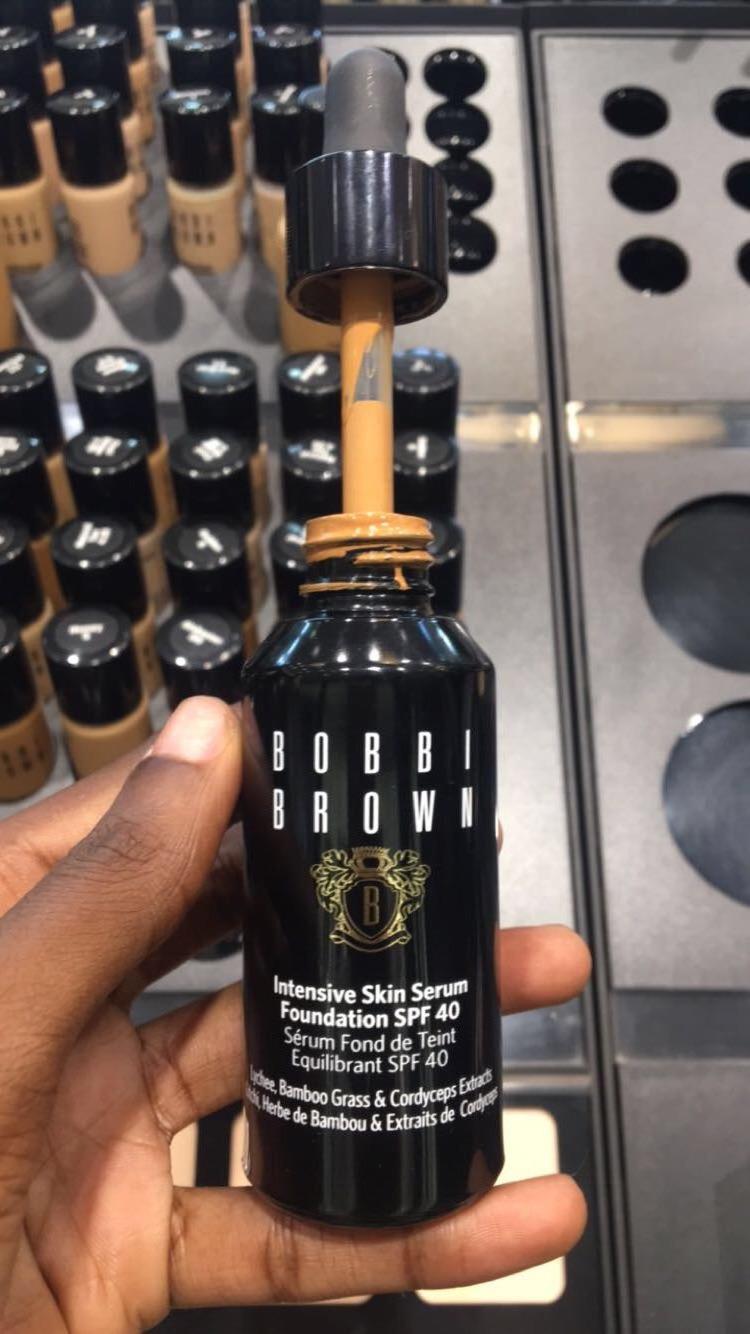 BOBBI
BROWN
B
Intensive Skin Serum
Foundation SPF 40
Sérum Fond de Teint
Equilibrant SPF 40
Lychee, Bamboo Grass & Cordyceps Extracts
Herbe de Bambou & Extraits de Cordyceps